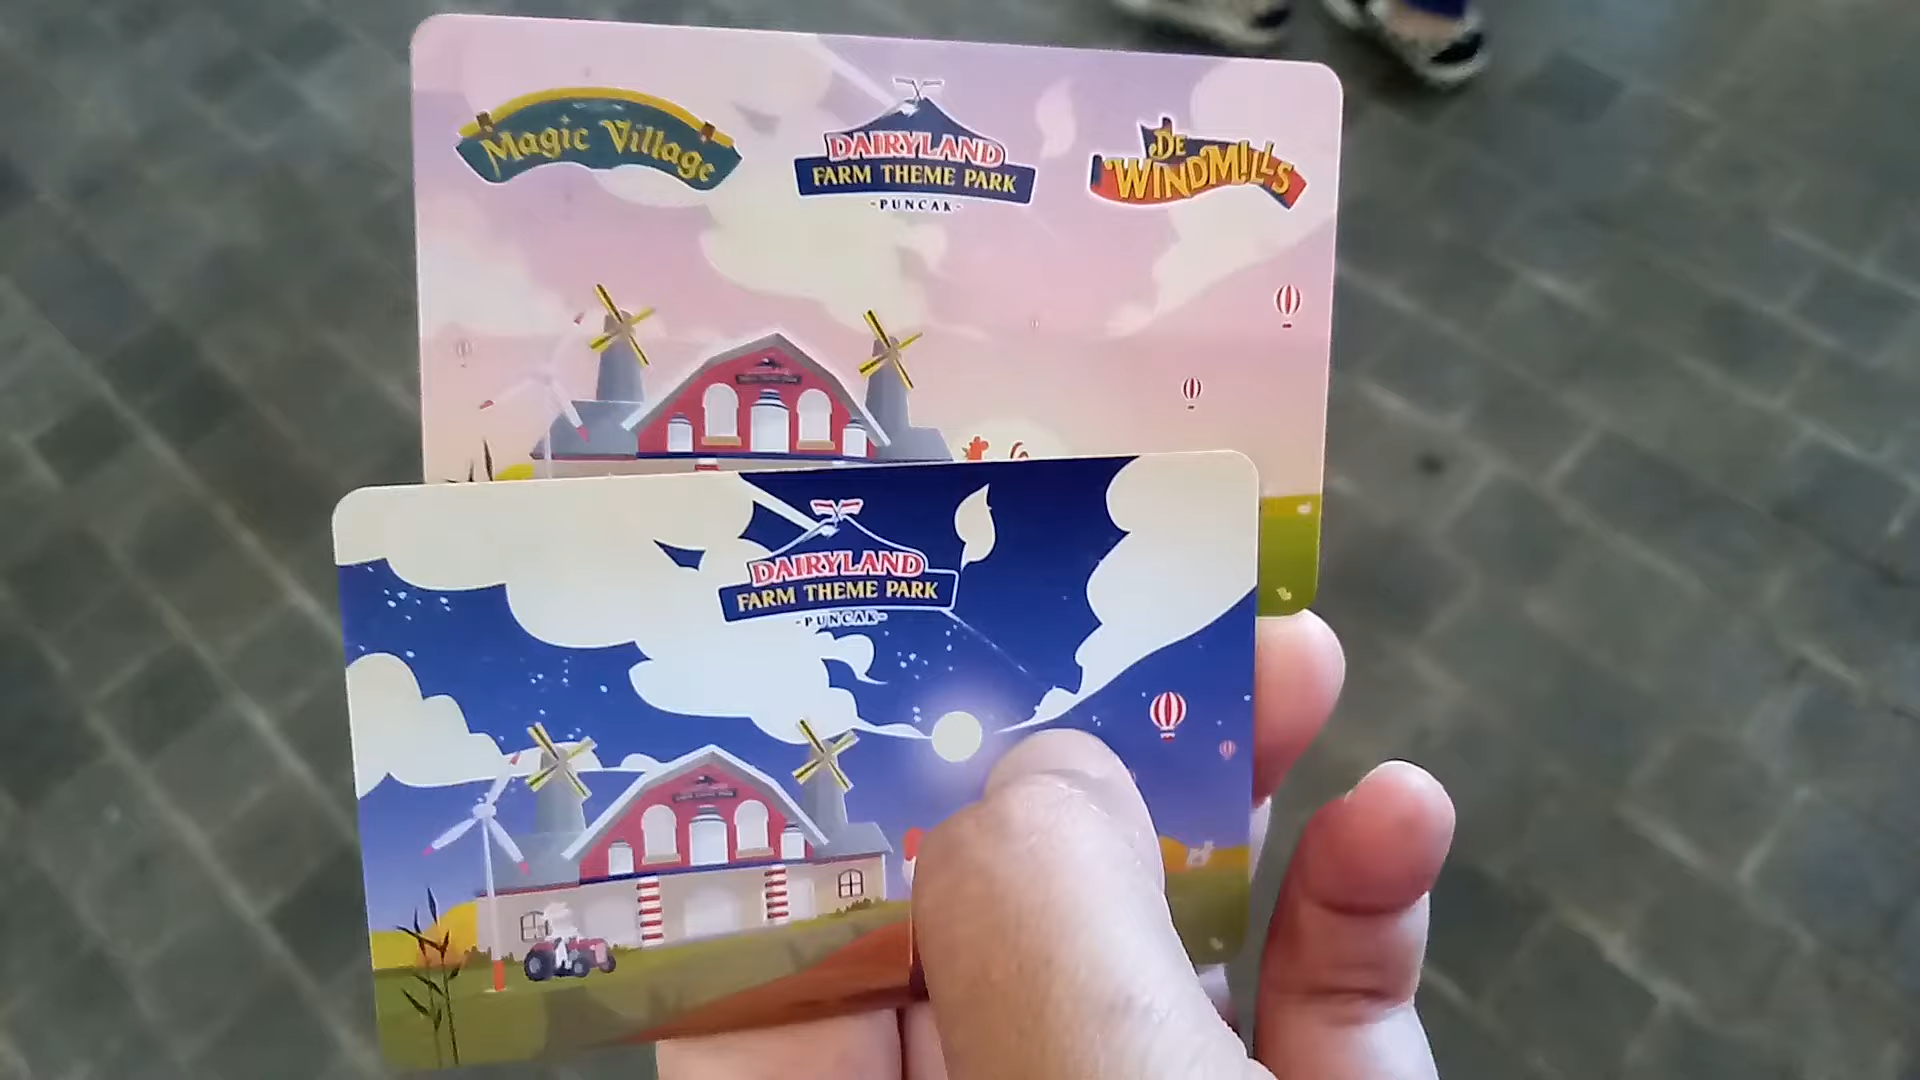 Magic Village
DAIRYLAND
FARM THEME PARK
-PUNCAK-
DE
WINDMILLS
DAIRYLAND
FARM THEME PARK
-PUNCAK-